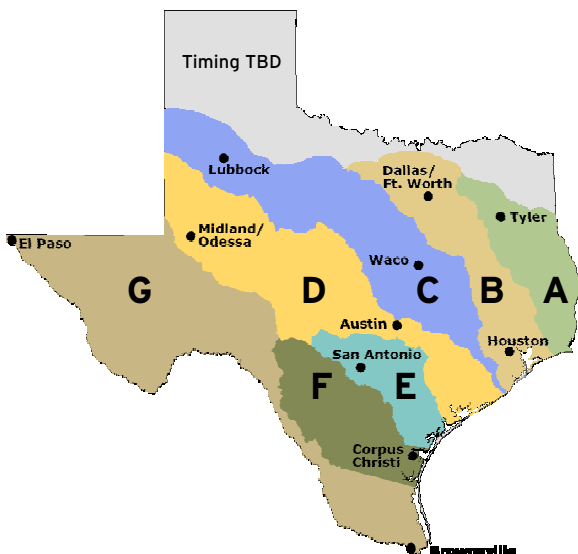 Timing TBD
Lubbock
Dallas/
Ft. Worth
Tyler
Midland/
Odessa
El Paso
Waco
G
D
C
B
A
Austin
Houston
San Antonio
F
E
Corpus
Christi